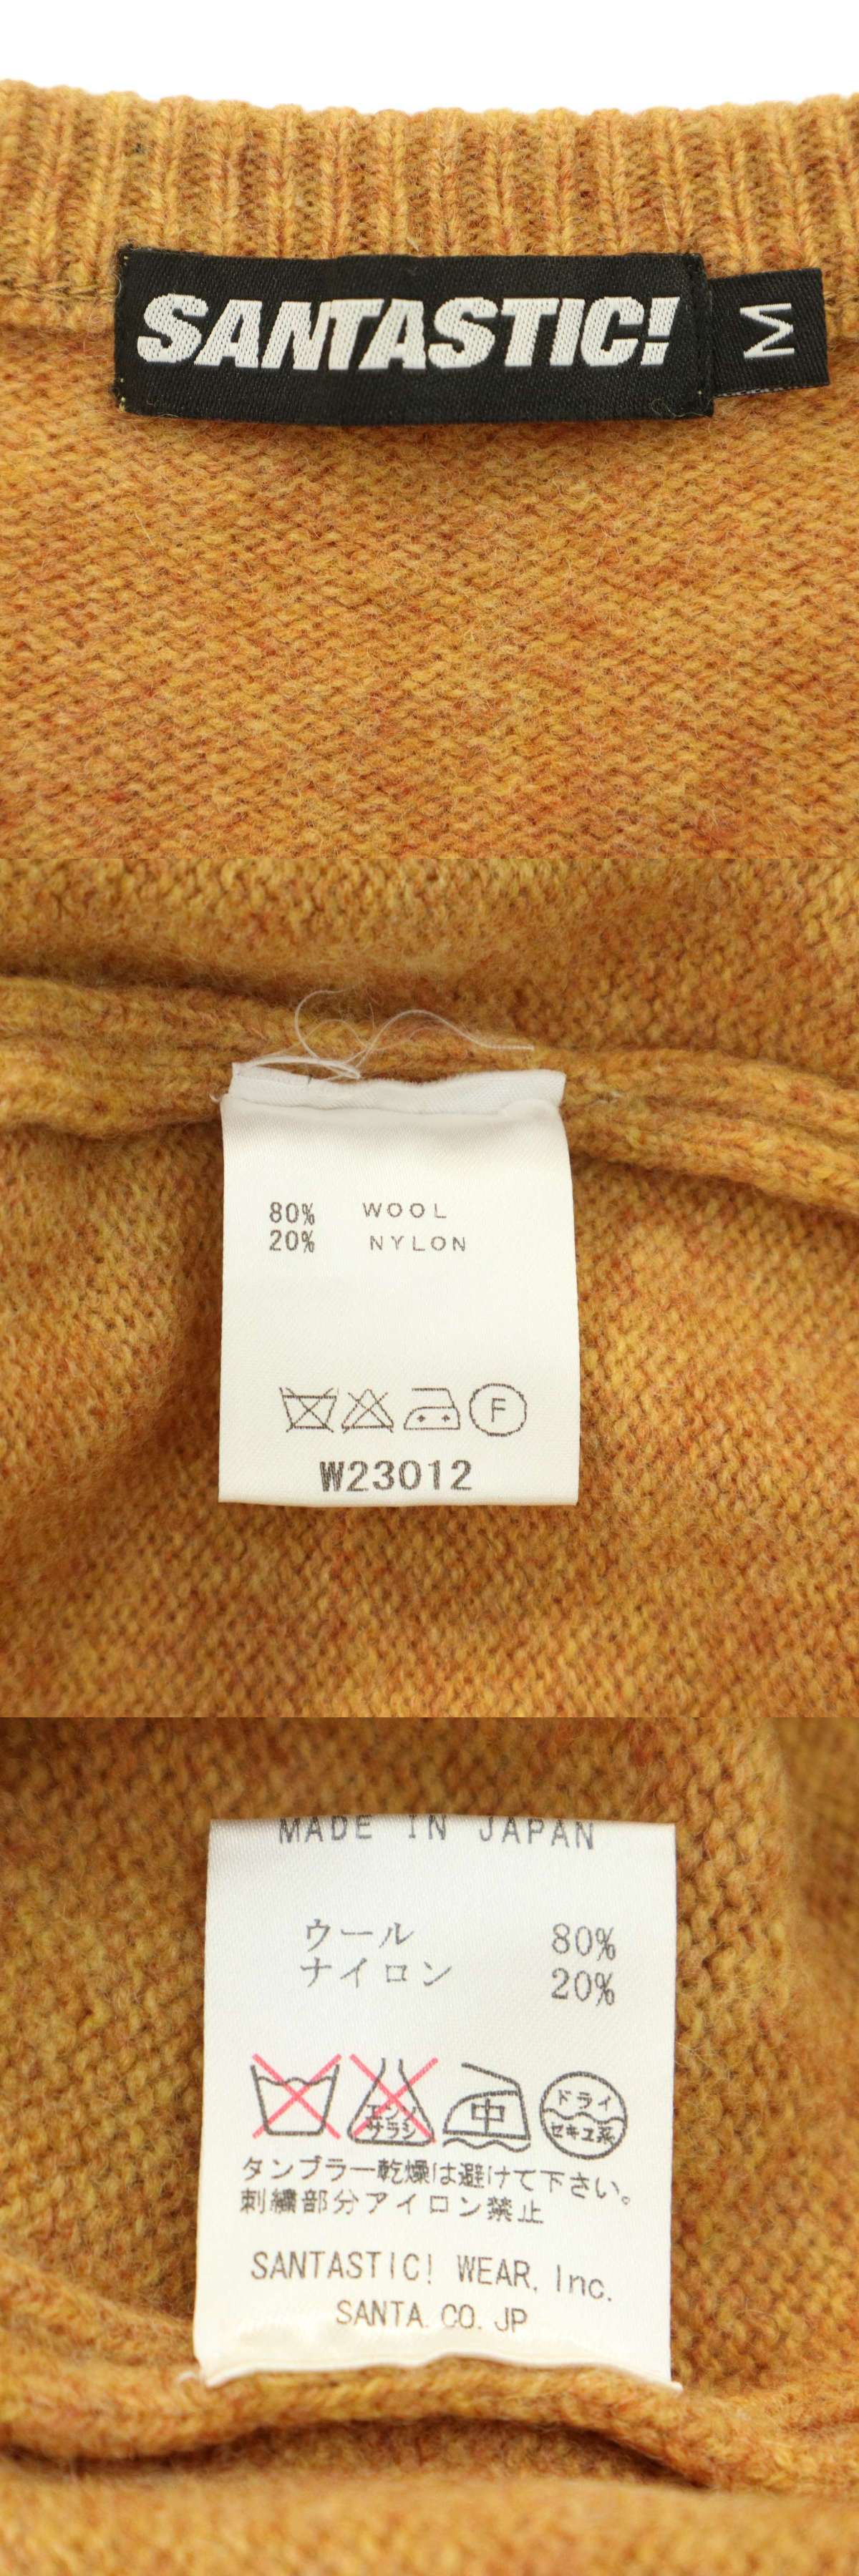 SANTASTIC!
M
80% WOOL
20% NYLON
F
W23012
MADE IN JAPAN
ウール 80%
ナイロン 20%
エンソ
サラシ
中
ドライ
セキユ系
タンブラー乾燥は避けて下さい。
刺繍部分アイロン禁止
SANTASTIC! WEAR, Inc.
SANTA.CO.JP